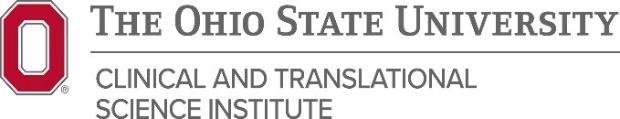 THE OHIO STATE UNIVERSITY
CLINICAL AND TRANSLATIONAL
SCIENCE INSTITUTE